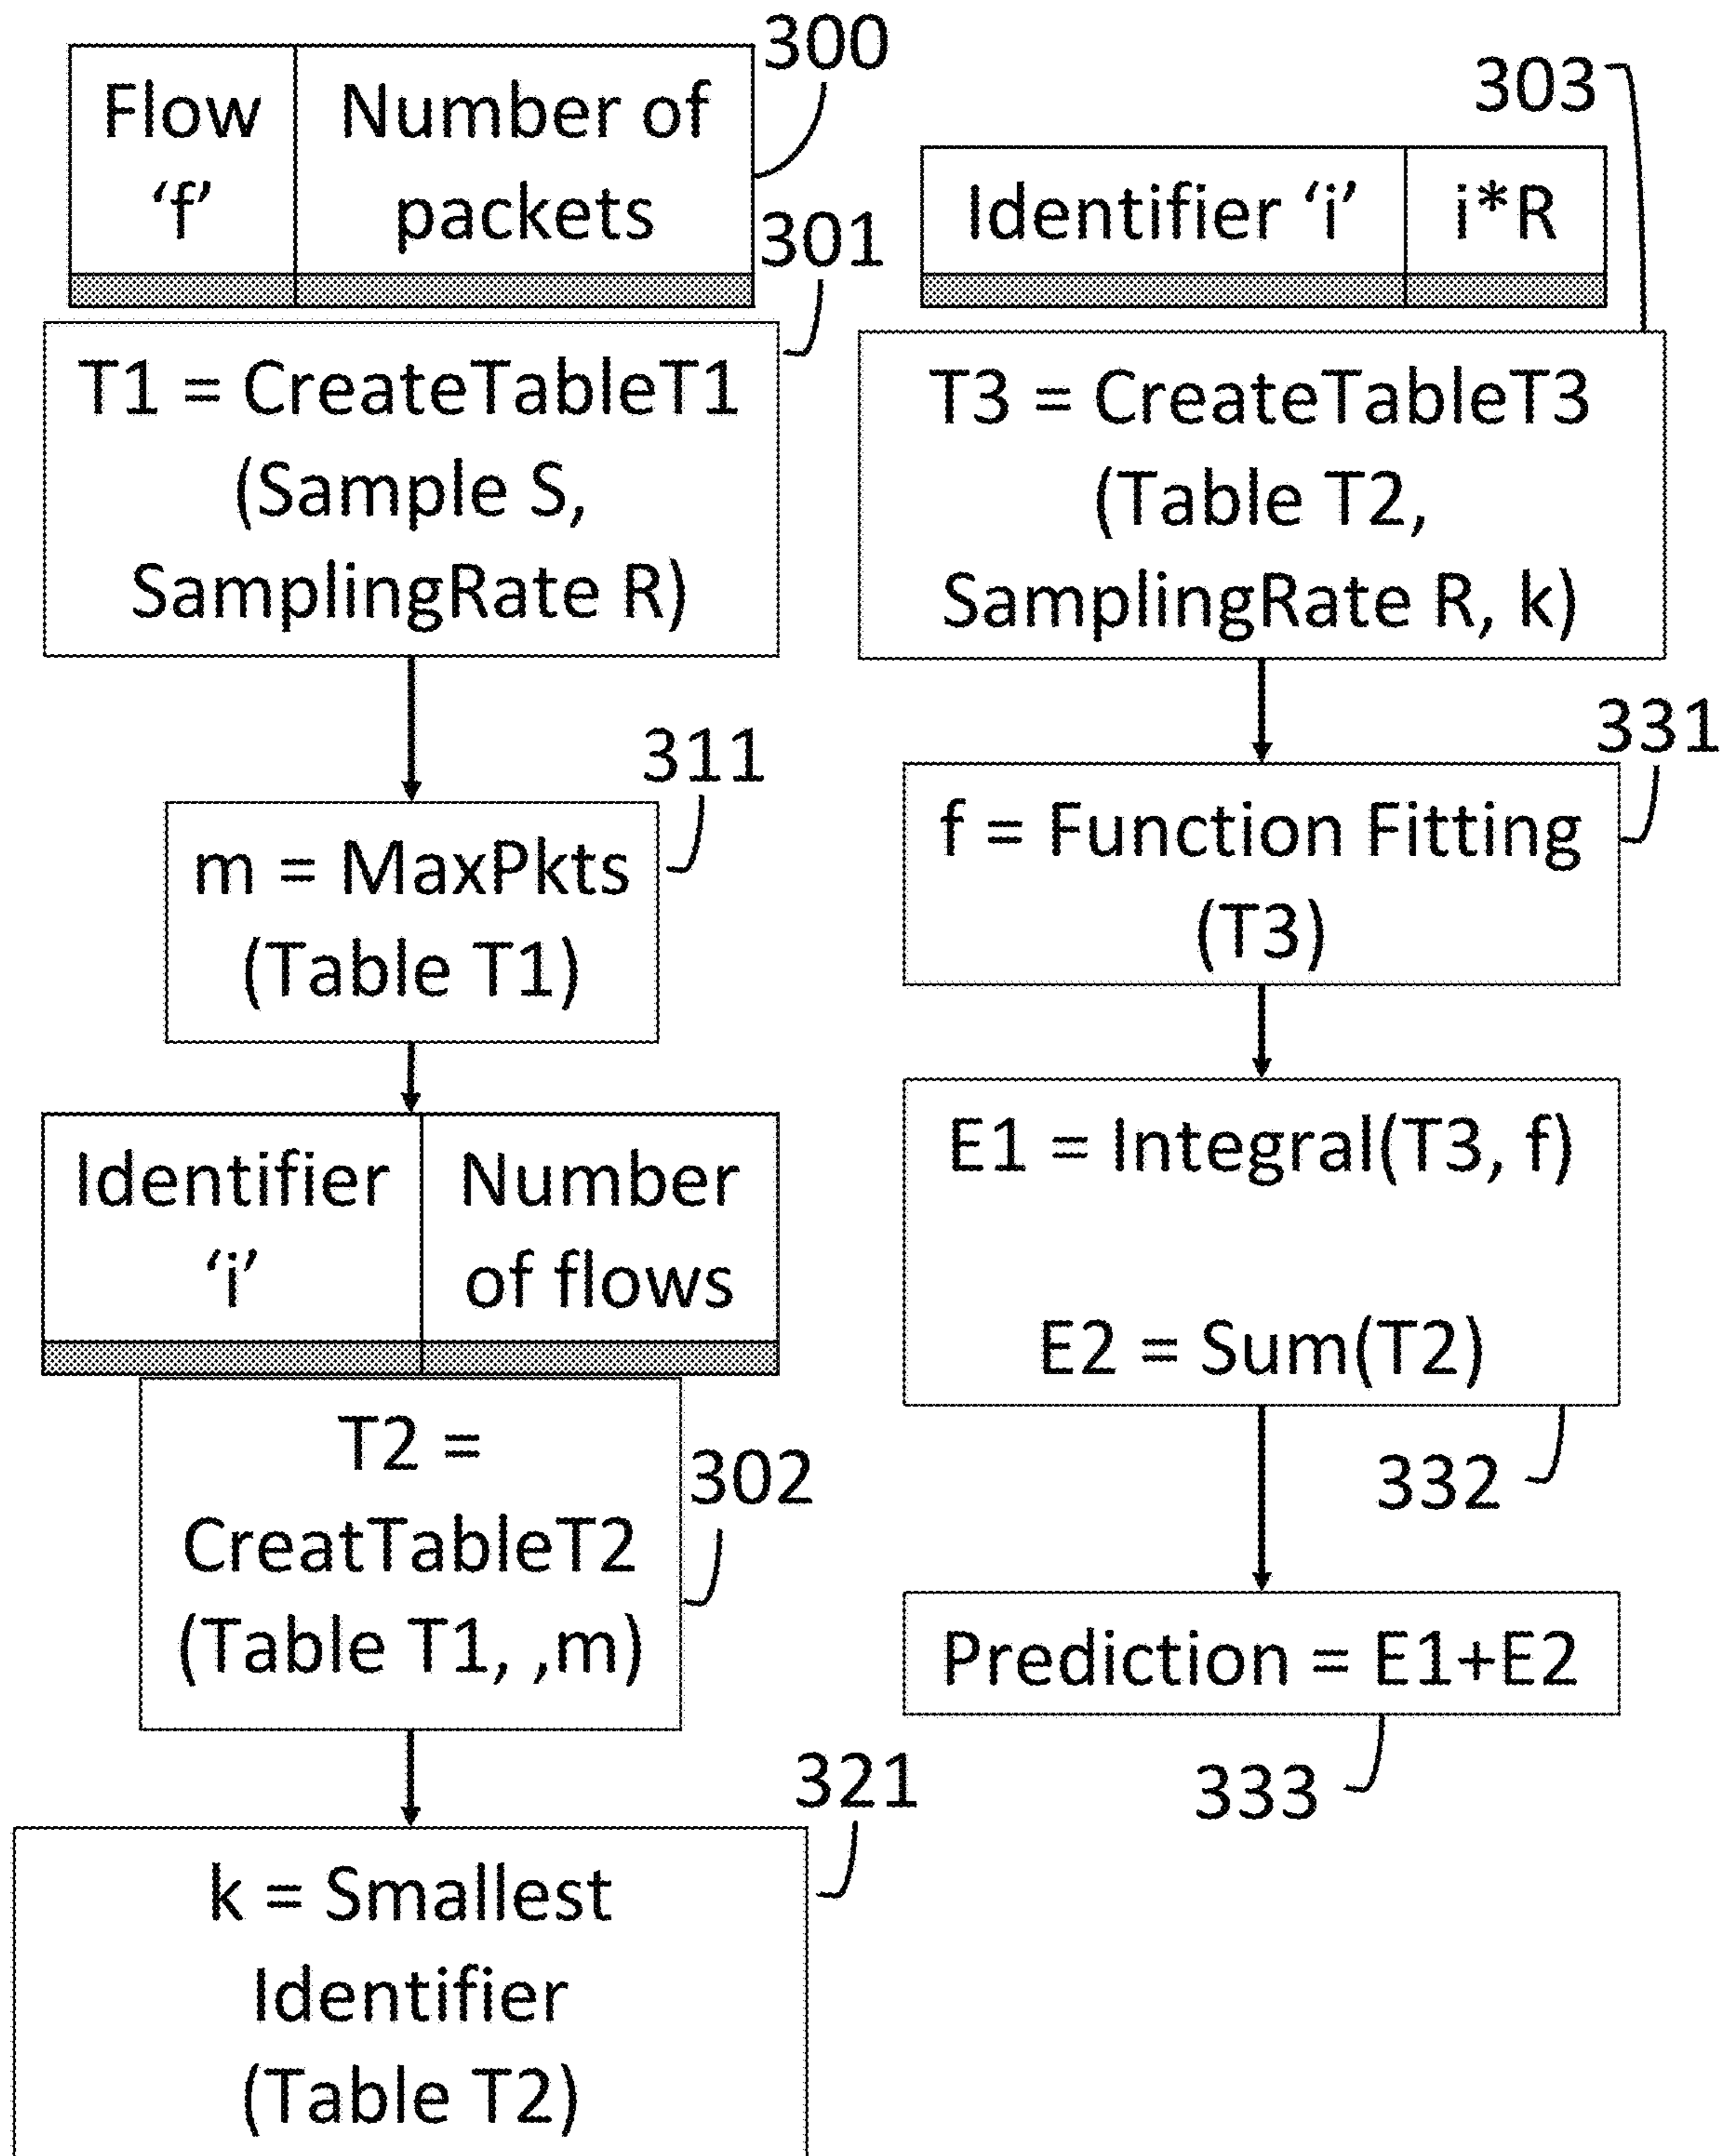 300
Flow
‘f’
Number of
packets
301
T1 = CreateTableT1
(Sample S,
SamplingRate R)
311
m = MaxPkts
(Table T1)
Identifier
‘i’
Number
of flows
T2 =
CreatTableT2
(Table T1, ,m)
302
321
k = Smallest
Identifier
(Table T2)
303
Identifier ‘i’
i*R
T3 = CreateTableT3
(Table T2,
SamplingRate R, k)
331
f = Function Fitting
(T3)
E1 = Integral(T3, f)
E2 = Sum(T2)
332
Prediction = E1+E2
333